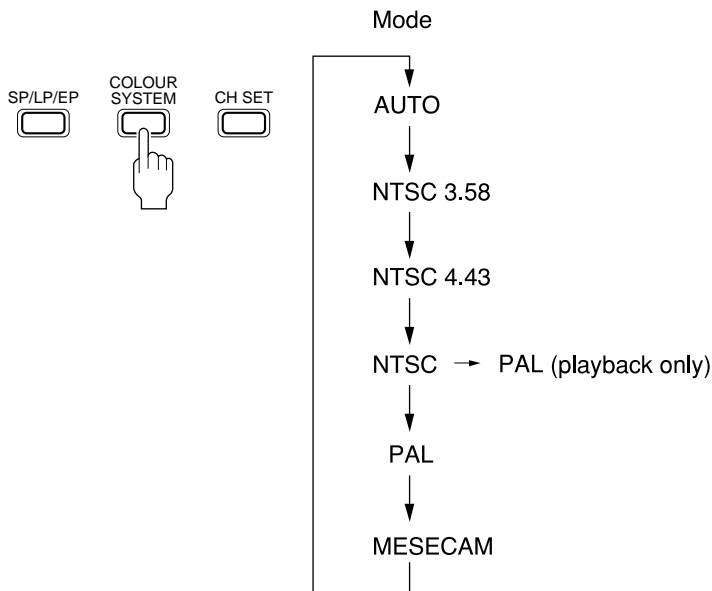 Mode
SP/LP/EP
COLOUR
SYSTEM
CH SET
AUTO
NTSC 3.58
NTSC 4.43
NTSC → PAL (playback only)
PAL
MESECAM